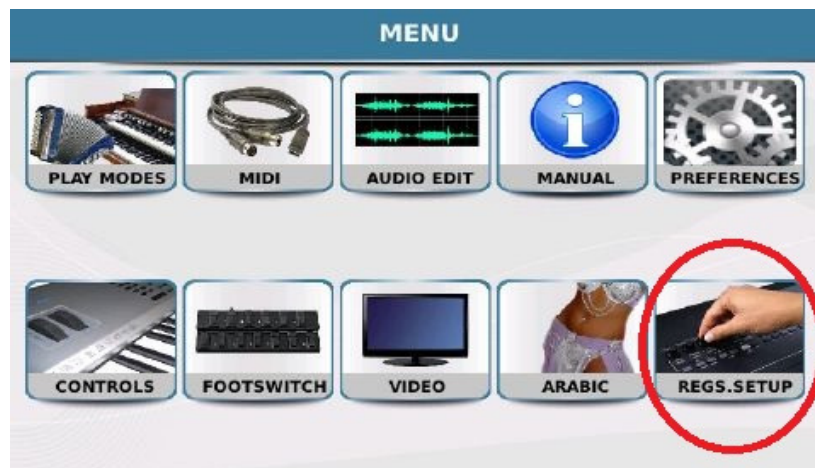 MENU
PLAY MODES
MIDI
AUDIO EDIT
MANUAL
PREFERENCES
CONTROLS
FOOTSWITCH
VIDEO
ARABIC
REGS.SETUP